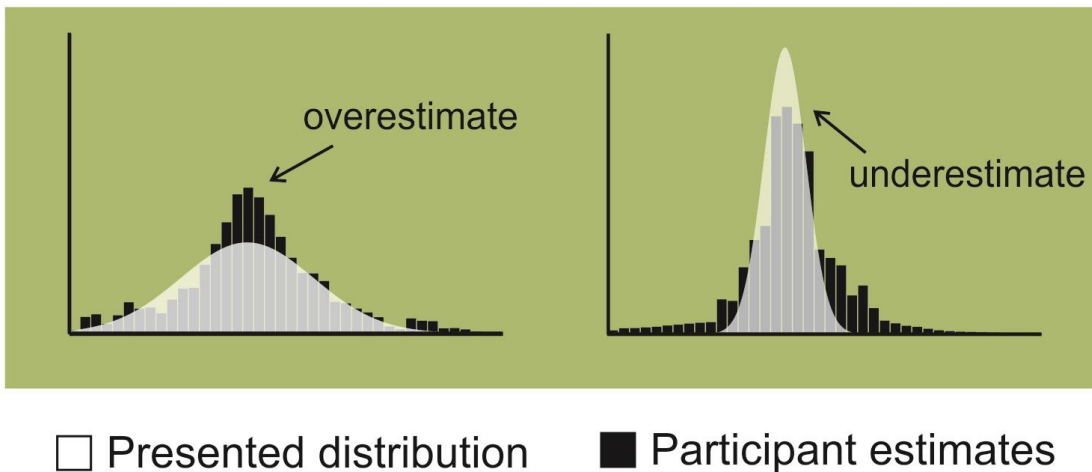 overestimate
underestimate
Presented distribution
Participant estimates